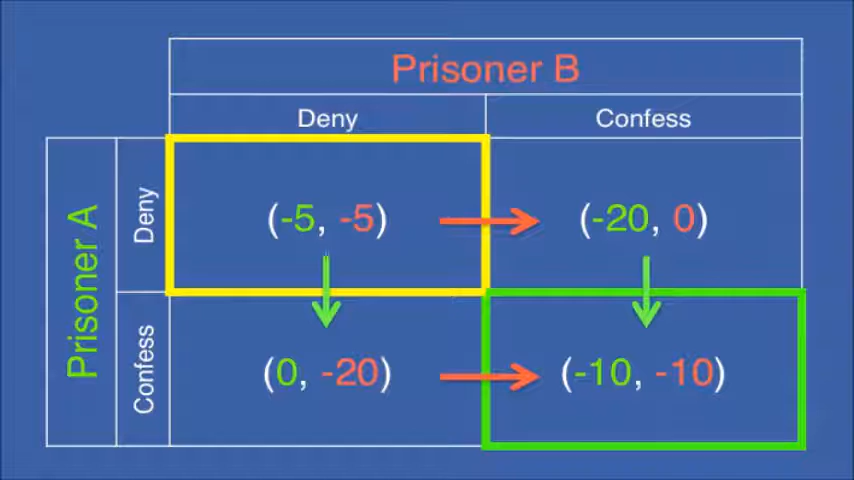 Prisoner B
Deny
Confess
Prisoner A
Deny
(-5, -5)
(-20, 0)
Confess
(0, -20)
(-10, -10)